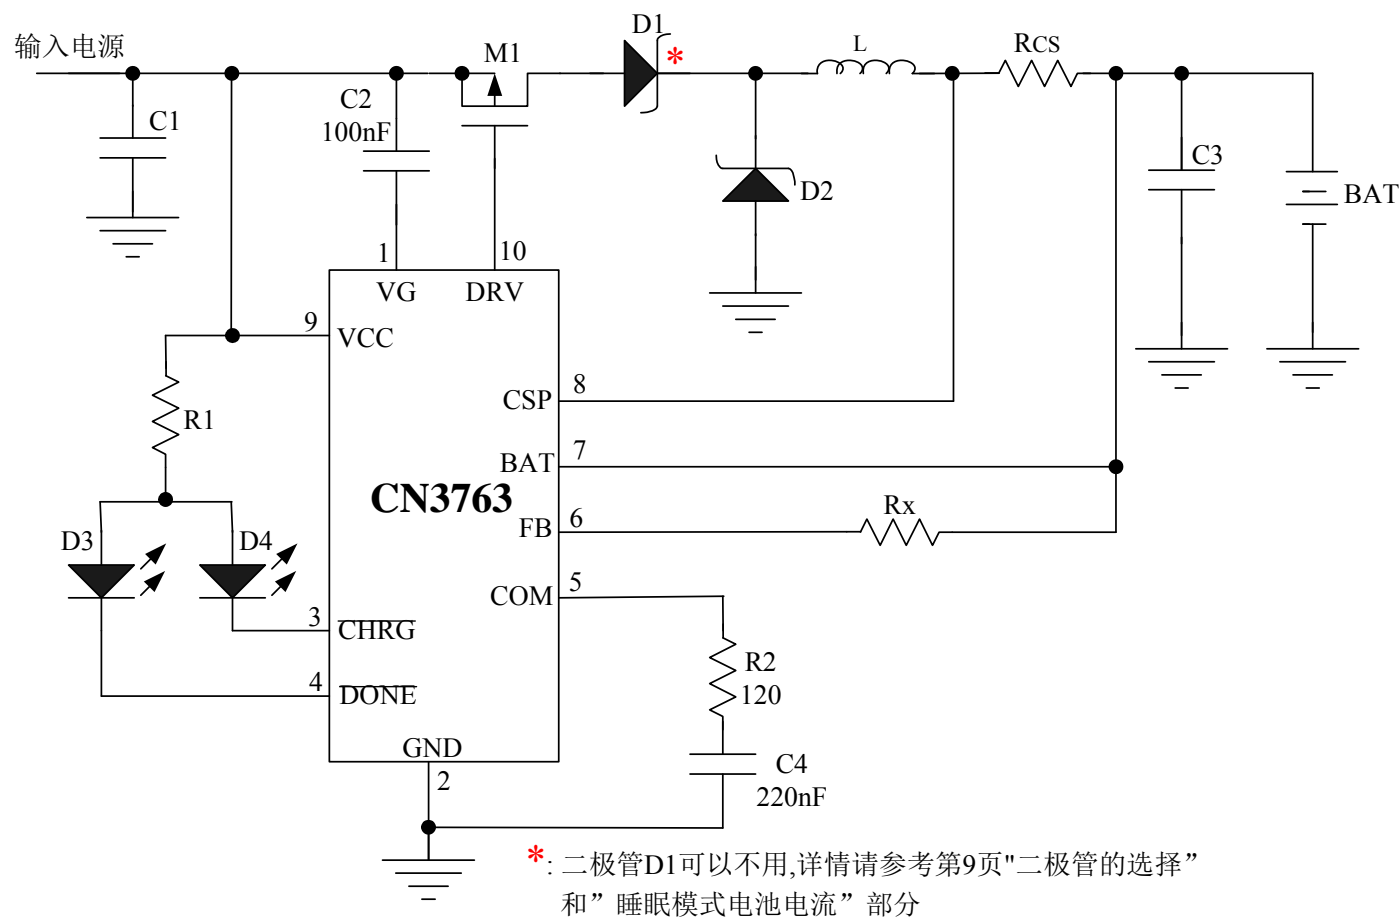 输入电源
M1
D1
*
L
RCS
C1
C2
100nF
D2
C3
BAT
1
10
VG
DRV
9
VCC
R1
8
CSP
7
BAT
CN3763
6
FB
Rx
D3
D4
5
COM
3
CHRG
4
DONE
R2
120
GND
2
C4
220nF
*: 二极管D1可以不用,详情请参考第9页"二极管的选择”
和”睡眠模式电池电流”部分